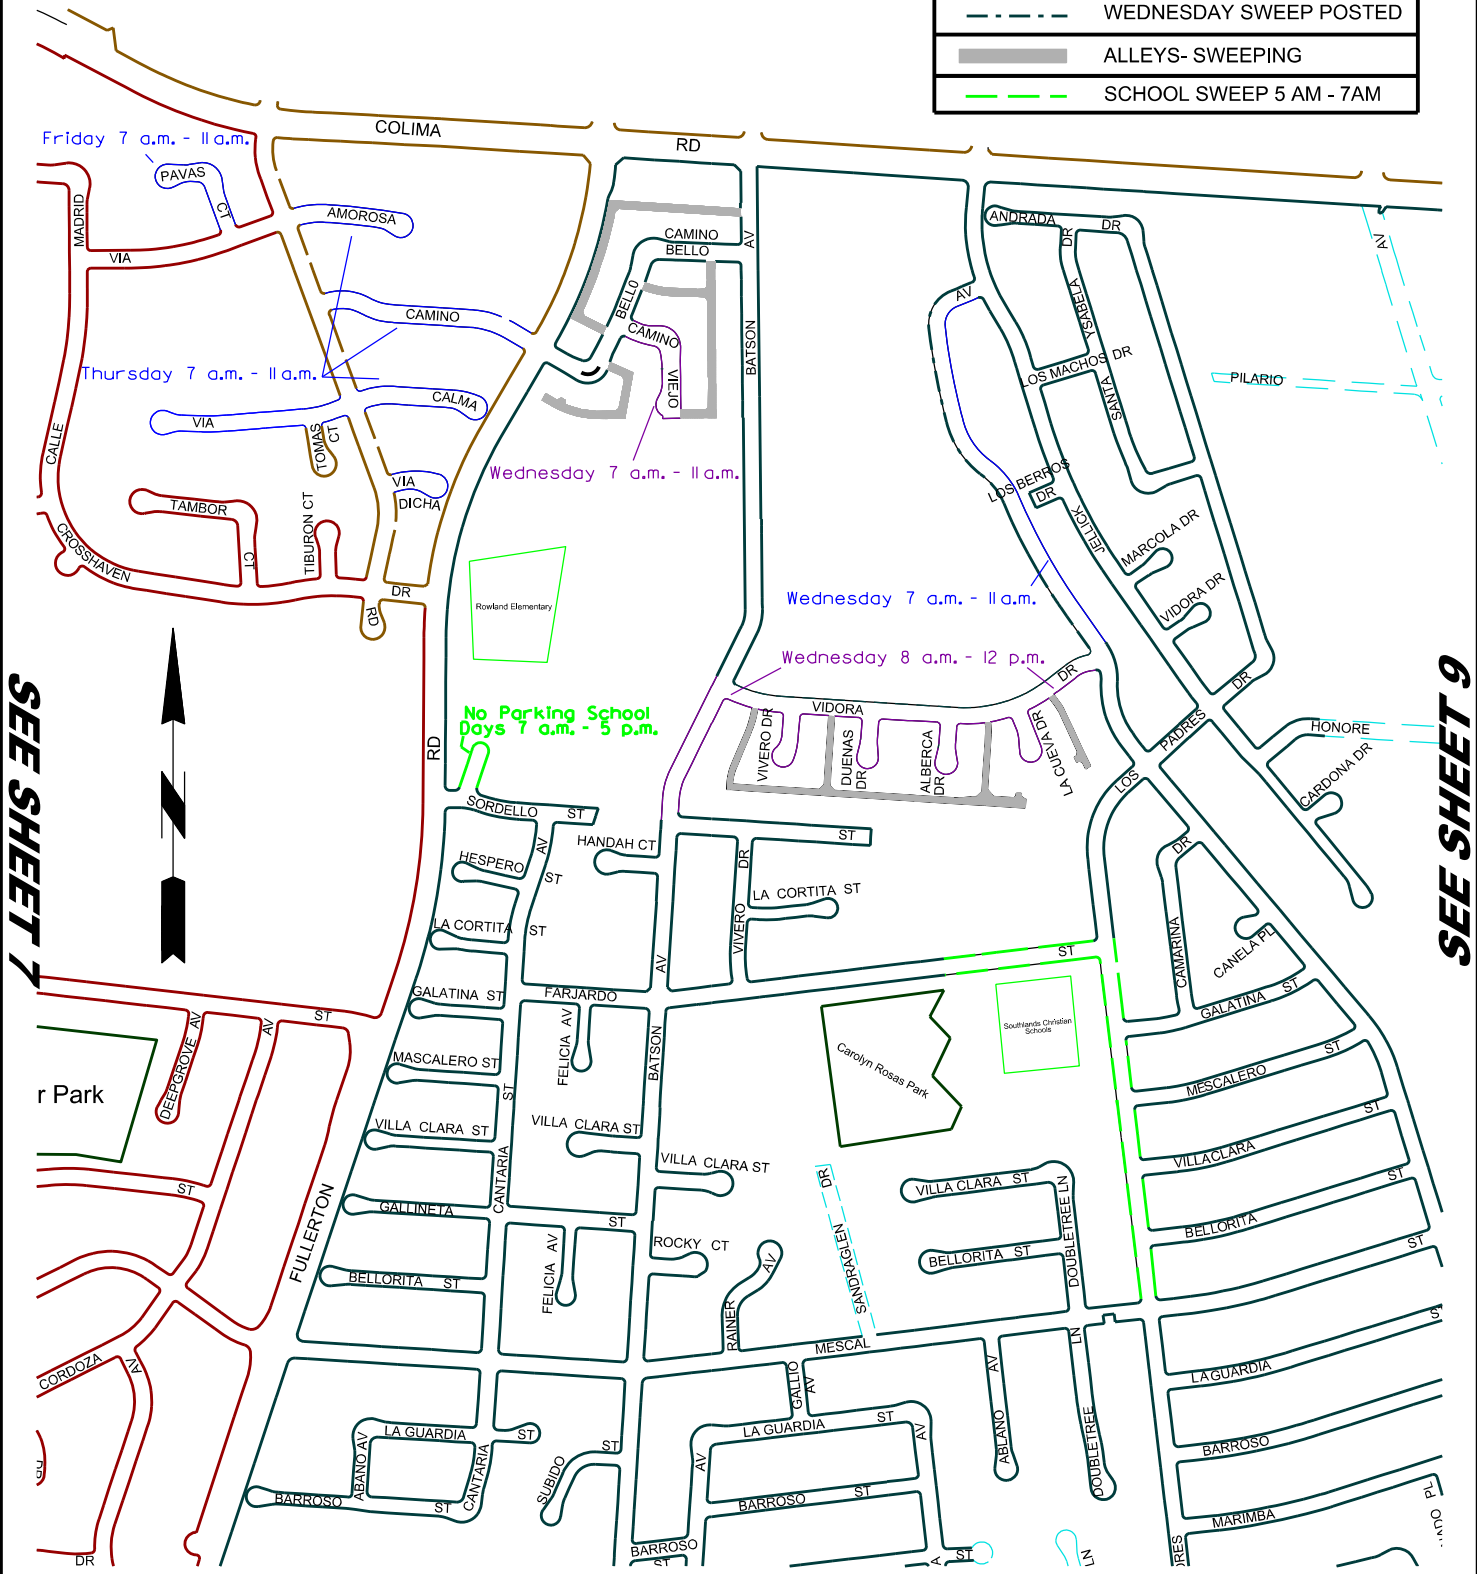 WEDNESDAY SWEEP POSTED
ALLEYS- SWEEPING
SCHOOL SWEEP 5 AM - 7AM
COLIMA
RD
Friday 7 a.m. - 11 a.m.
PAVAS
CT
MADRID
AMOROSA
VIA
CAMINO
BELLO
AV
ANDRADA
DR
DR
AV
YSABELA
SANTA
AV
BELLO
CAMINO
VIEJO
BATSON
CAMINO
LOS MACHOS DR
PILARIO
Thursday 7 a.m. - 11 a.m.
CALMA
VIA
TOMAS
CT
CALLE
Wednesday 7 a.m. - 11 a.m.
VIA
DICHA
LOS BERROS
DR
TAMBOR
CT
TIBURON CT
JELLICK
MARCOLA DR
CROSSHAVEN
DR
RD
Rowland Elementary
Wednesday 7 a.m. - 11 a.m.
VIDORA DR
Wednesday 8 a.m. - 12 p.m.
DR
DR
SEE SHEET 7
SEE SHEET 9
No Parking School
Days 7 a.m. - 5 p.m.
RD
VIDORA
VIVERO DR
DUENAS
DR
ALBERCA
DR
LA CUEVA DR
LOS
PADRES
HONORE
CARDONA DR
SORDELLO
ST
AV
HANDAH CT
ST
HESPERO
ST
DR
VIVERO
LA CORTITA ST
DR
LA CORTITA
ST
AV
ST
CAMARINA
CANELA PL
GALATINA ST
FARJARDO
GALATINA
ST
DEEPGROVE
AV
AV
ST
FELICIA AV
BATSON
Carolyn Rosas Park
Southlands Christian
Schools
r Park
MASCALERO ST
ST
MESCALERO
ST
VILLA CLARA ST
VILLA CLARA ST
CANTARIA
VILLA CLARA ST
VILLACLARA
ST
ST
FULLERTON
GALLINETA
ST
SANDRAGLEN
DR
VILLA CLARA ST
DOUBLETREE LN
BELLORITA
ST
BELLORITA ST
FELICIA AV
ROCKY CT
AV
RAINER
BELLORITA ST
ST
MESCAL
CORDOZA
AV
LN
AV
GALLIO
AV
LAGUARDIA
LA GUARDIA
ST
ABANO AV
CANTARIA
SUBIDO
ST
LA GUARDIA
ST
AV
AV
ABLANO
DOUBLETREE
BARROSO
BARROSO
ST
BARROSO
ST
MARIMBA
PL
DR
BARROSO
ST
ST
LN